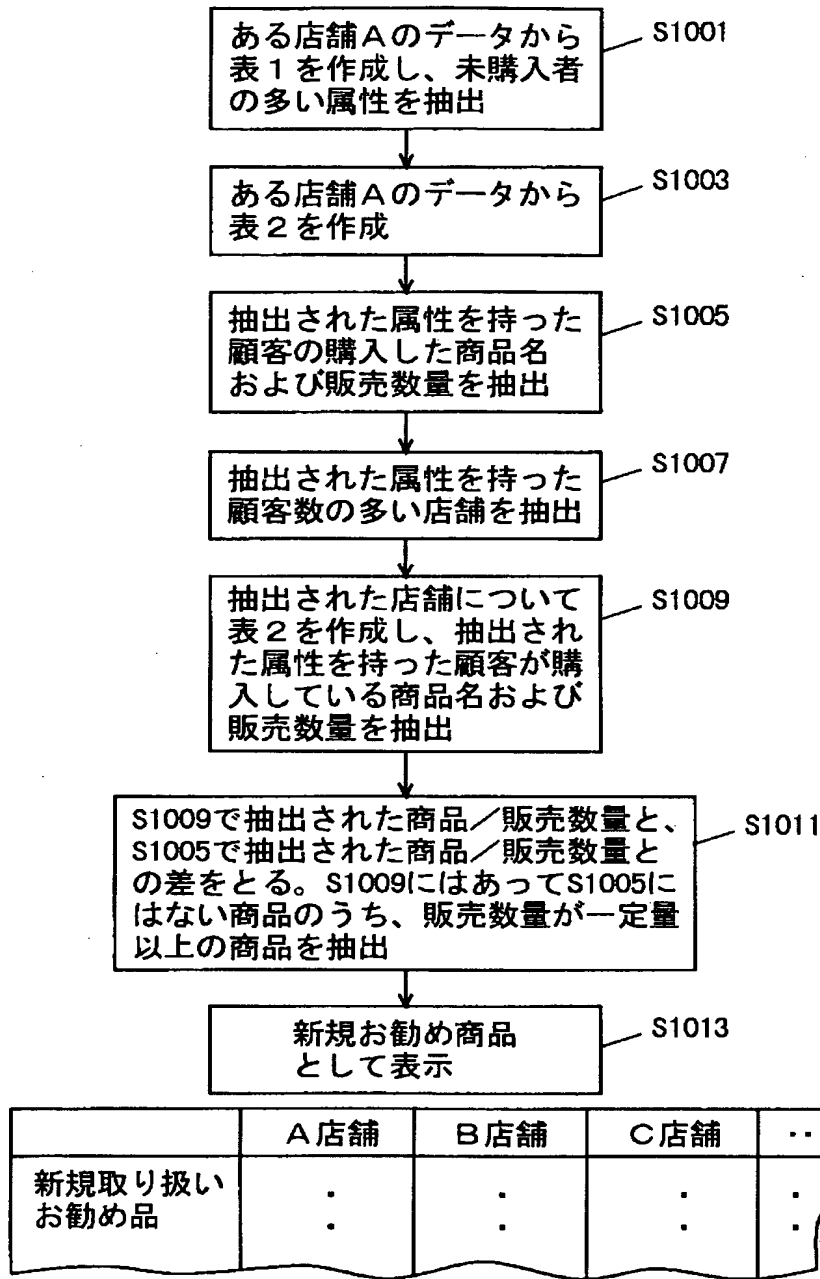 ある店舗Aのデータから
表1を作成し、未購入者
の多い属性を抽出
S1001
ある店舗Aのデータから
表2を作成
S1003
抽出された属性を持った
顧客の購入した商品名
および販売数量を抽出
S1005
抽出された属性を持った
顧客数の多い店舗を抽出
S1007
抽出された店舗について
表2を作成し、抽出され
た属性を持った顧客が購
入している商品名および
販売数量を抽出
S1009
S1009で抽出された商品／販売数量と、
S1005で抽出された商品／販売数量と
の差をとる。S1009にはあってS1005に
はない商品のうち、販売数量が一定量
以上の商品を抽出
S1011
新規お勧め商品
として表示
S1013
A店舗 B店舗 C店舗 ‥
新規取り扱い ・ ・ ・ ・
お勧め品 ・ ・ ・ ・